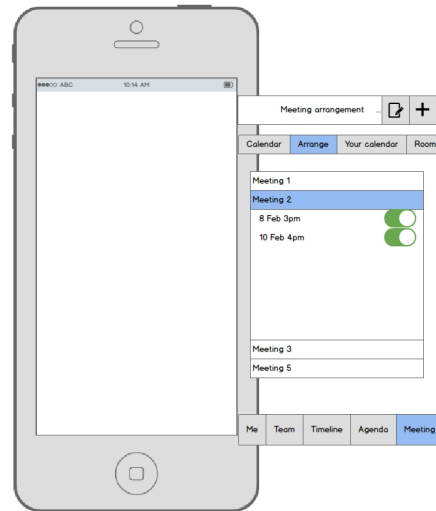 ABC 10:14 AM
Meeting arrangement ...
Calendar Arrange Your calendar Room
Meeting 1
Meeting 2
8 Feb 3pm
10 Feb 4pm
Meeting 3
Meeting 5
Me Team Timeline Agenda Meeting